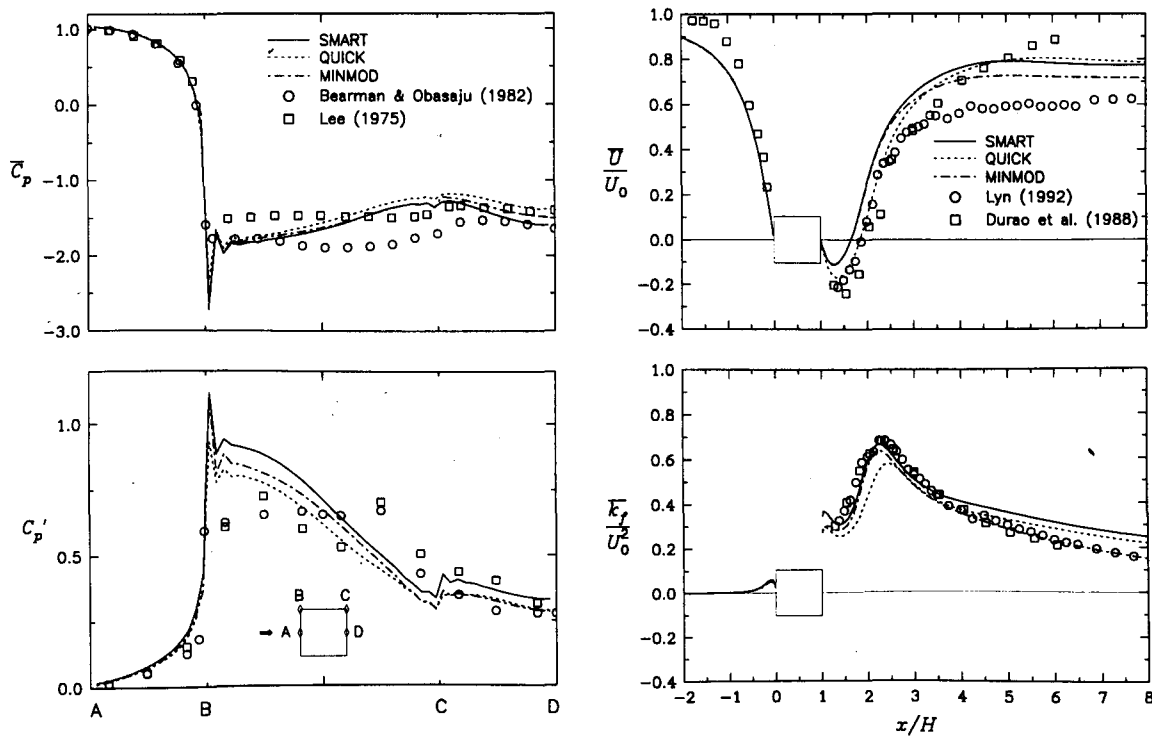 1.0
0.0
-1.0
-2.0
-3.0
C̅p
SMART
QUICK
MINMOD
Bearman & Obasaju (1982)
Lee (1975)
1.0
0.8
0.6
0.4
0.2
0.0
-0.2
-0.4
U̅
U₀
SMART
QUICK
MINMOD
Lyn (1992)
Durao et al. (1988)
1.0
0.5
0.0
Cp'
B
C
A
D
A
B
C
D
1.0
0.8
0.6
0.4
0.2
0.0
-0.2
-0.4
k̅f
U₀²
-2
-1
0
1
2
3
4
5
6
7
8
x/H